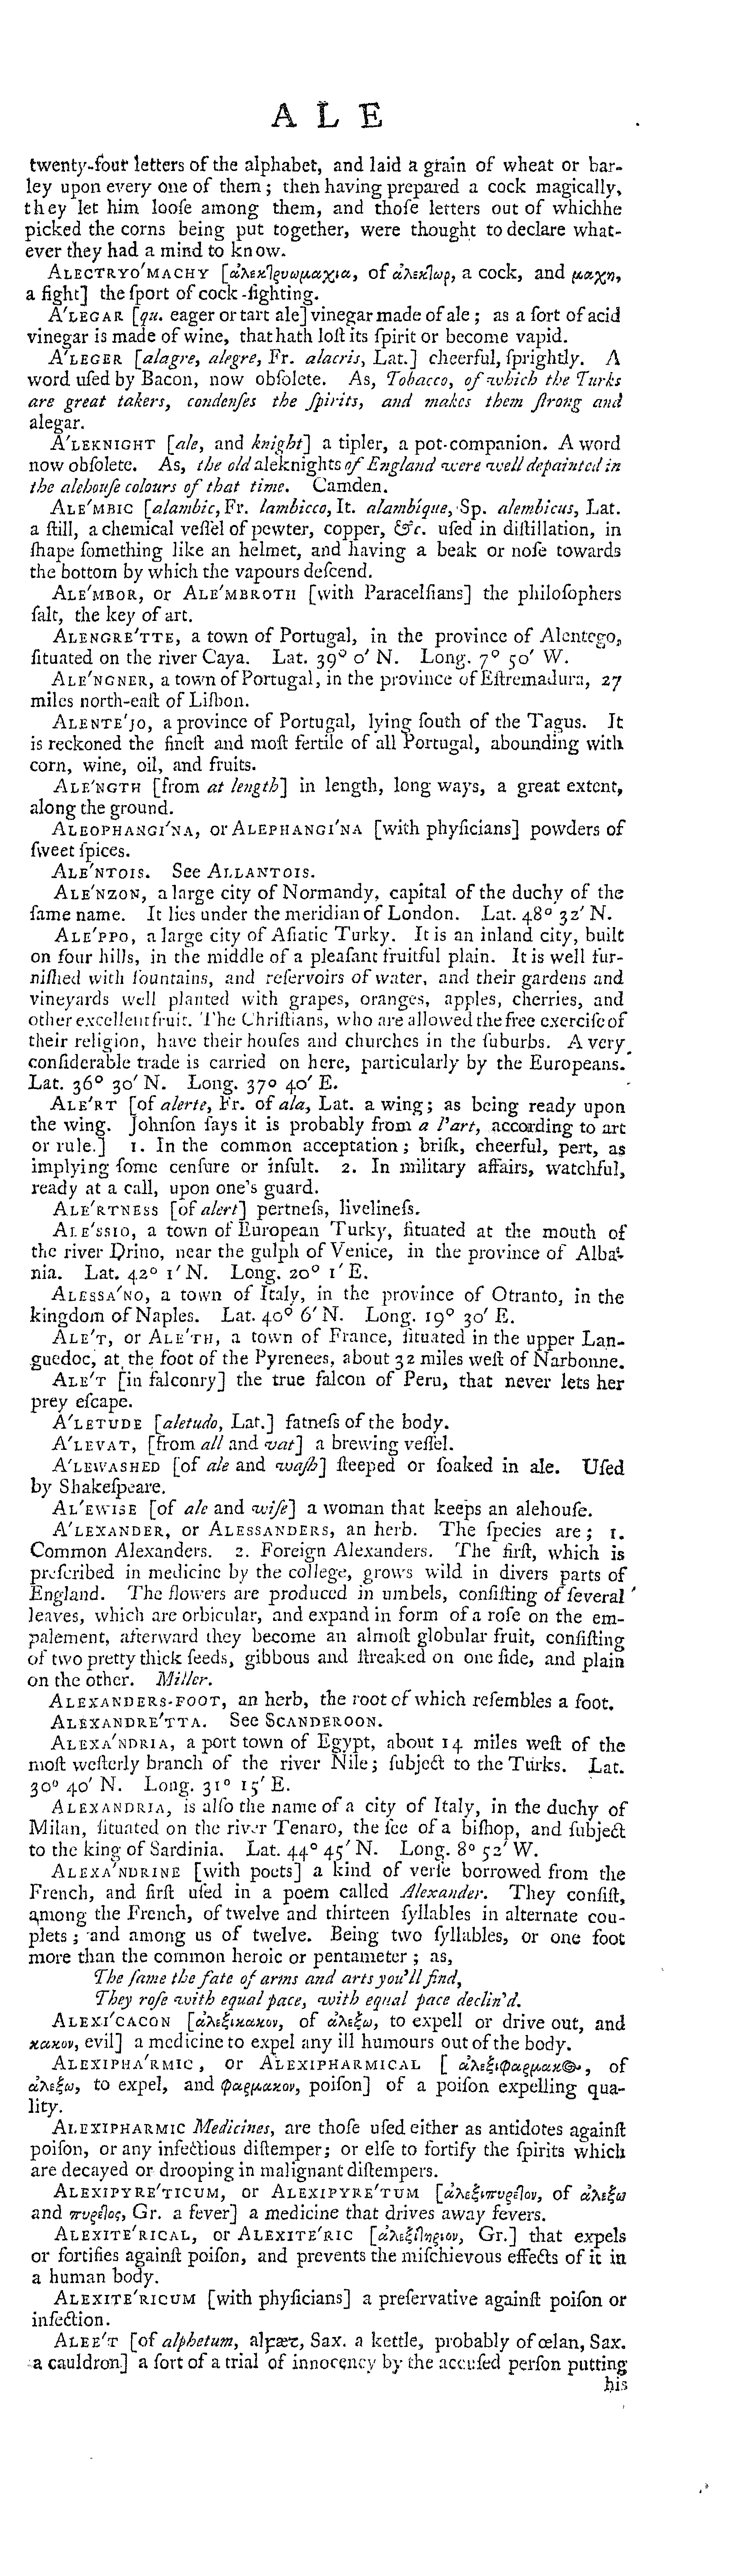 A L E
twenty-four letters of the alphabet, and laid a grain of wheat or bar-
ley upon every one of them; then having prepared a cock magically,
they let him looſe among them, and thoſe letters out of whichhe
picked the corns being put together, were thought to declare what-
ever they had a mind to know.
ALECTRYO′MACHY [ἀλεκτρυωμαχια, of ἀλεκτωρ, a cock, and μαχη,
a fight] the ſport of cock-fighting.
A′LEGAR [qu. eager or tart ale] vinegar made of ale; as a ſort of acid
vinegar is made of wine, that hath loſt its ſpirit or become vapid.
A′LEGER [alagre, alegre, Fr. alacris, Lat.] cheerful, ſprightly. A
word uſed by Bacon, now obſolete. As, Tobacco, of which the Turks
are great takers, condenſes the ſpirits, and makes them ſtrong and
alegar.
A′LEKNIGHT [ale, and knight] a tipler, a pot-companion. A word
now obſolete. As, the old aleknights of England were well depainted in
the alehouſe colours of that time. Camden.
ALE′MBIC [alambic, Fr. lambicco, It. alambíque, Sp. alembicus, Lat.
a ſtill, a chemical veſſel of pewter, copper, &c. uſed in diſtillation, in
ſhape ſomething like an helmet, and having a beak or noſe towards
the bottom by which the vapours deſcend.
ALE′MBOR, or ALE′MBROTH [with Paracelſians] the philoſophers
ſalt, the key of art.
ALENGRE′TTE, a town of Portugal, in the province of Alentego,
ſituated on the river Caya. Lat. 39° 0′ N. Long. 7° 50′ W.
ALE′NGNER, a town of Portugal, in the province of Eſtremadura, 27
miles north-eaſt of Liſbon.
ALENTE′JO, a province of Portugal, lying ſouth of the Tagus. It
is reckoned the fineſt and moſt fertile of all Portugal, abounding with
corn, wine, oil, and fruits.
ALE′NGTH [from at length] in length, long ways, a great extent,
along the ground.
ALEOPHANGI′NA, or ALEPHANGI′NA [with phyſicians] powders of
ſweet ſpices.
ALE′NTOIS. See ALLANTOIS.
ALE′NZON, a large city of Normandy, capital of the duchy of the
ſame name. It lies under the meridian of London. Lat. 48° 32′ N.
ALE′PPO, a large city of Aſiatic Turky. It is an inland city, built
on four hills, in the middle of a pleaſant fruitful plain. It is well fur-
niſhed with fountains, and reſervoirs of water, and their gardens and
vineyards well planted with grapes, oranges, apples, cherries, and
other excellent fruit. The Chriſtians, who are allowed the free exerciſe of
their religion, have their houſes and churches in the ſuburbs. A very
conſiderable trade is carried on here, particularly by the Europeans.
Lat. 36° 30′ N. Long. 37° 40′ E.
ALE′RT [of alerte, Fr. of ala, Lat. a wing; as being ready upon
the wing. Johnſon ſays it is probably from a l'art, according to art
or rule.] 1. In the common acceptation; briſk, cheerful, pert, as
implying ſome cenſure or inſult. 2. In military affairs, watchful,
ready at a call, upon one's guard.
ALE′RTNESS [of alert] pertneſs, livelineſs.
ALE′SSIO, a town of European Turky, ſituated at the mouth of
the river Drino, near the gulph of Venice, in the province of Alba-
nia. Lat. 42° 1′ N. Long. 20° 1′ E.
ALESSA′NO, a town of Italy, in the province of Otranto, in the
kingdom of Naples. Lat. 40° 6′ N. Long. 19° 30′ E.
ALE′T, or ALE′TH, a town of France, ſituated in the upper Lan-
guedoc, at the foot of the Pyrenees, about 32 miles weſt of Narbonne.
ALE′T [in falconry] the true falcon of Peru, that never lets her
prey eſcape.
A′LETUDE [aletudo, Lat.] fatneſs of the body.
A′LEVAT, [from all and vat] a brewing veſſel.
A′LEWASHED [of ale and waſh] ſteeped or ſoaked in ale. Uſed
by Shakeſpeare.
AL′EWISE [of ale and wiſe] a woman that keeps an alehouſe.
A′LEXANDER, or ALESSANDERS, an herb. The ſpecies are; 1.
Common Alexanders. 2. Foreign Alexanders. The firſt, which is
preſcribed in medicine by the college, grows wild in divers parts of
England. The flowers are produced in umbels, conſiſting of ſeveral
leaves, which are orbicular, and expand in form of a roſe on the em-
palement, afterward they become an almoſt globular fruit, conſiſting
of two pretty thick ſeeds, gibbous and ſtreaked on one ſide, and plain
on the other. Miller.
ALEXANDERS-FOOT, an herb, the root of which reſembles a foot.
ALEXANDRE′TTA. See SCANDEROON.
ALEXA′NDRIA, a port town of Egypt, about 14 miles weſt of the
moſt weſterly branch of the river Nile; ſubject to the Turks. Lat.
30° 40′ N. Long. 31° 15′ E.
ALEXANDRIA, is alſo the name of a city of Italy, in the duchy of
Milan, ſituated on the river Tenaro, the ſee of a biſhop, and ſubject
to the king of Sardinia. Lat. 44° 45′ N. Long. 8° 52′ W.
ALEXA′NDRINE [with poets] a kind of verſe borrowed from the
French, and firſt uſed in a poem called Alexander. They conſiſt,
among the French, of twelve and thirteen ſyllables in alternate cou-
plets; and among us of twelve. Being two ſyllables, or one foot
more than the common heroic or pentameter; as,
The ſame the fate of arms and arts you'll find,
They roſe with equal pace, with equal pace declin'd.
ALEXI′CACON [ἀλεξικακον, of ἀλεξω, to expell or drive out, and
κακον, evil] a medicine to expel any ill humours out of the body.
ALEXIPHA′RMIC, or ALEXIPHARMICAL [ἀλεξιφαρμακος, of
ἀλεξω, to expel, and φαρμακον, poiſon] of a poiſon expelling qua-
lity.
ALEXIPHARMIC Medicines, are thoſe uſed either as antidotes againſt
poiſon, or any infectious diſtemper; or elſe to fortify the ſpirits which
are decayed or drooping in malignant diſtempers.
ALEXIPYRE′TICUM, or ALEXIPYRE′TUM [ἀλεξιπυρετον, of ἀλεξω
and πυρετος, Gr. a fever] a medicine that drives away fevers.
ALEXITE′RICAL, or ALEXITE′RIC [ἀλεξιτηριον, Gr.] that expels
or fortifies againſt poiſon, and prevents the miſchievous effects of it in
a human body.
ALEXITE′RICUM [with phyſicians] a preſervative againſt poiſon or
infection.
ALEE′T [of alphetum, alꝼæt, Sax. a kettle, probably of œlan, Sax.
a cauldron] a ſort of a trial of innocency by the accuſed perſon putting
his